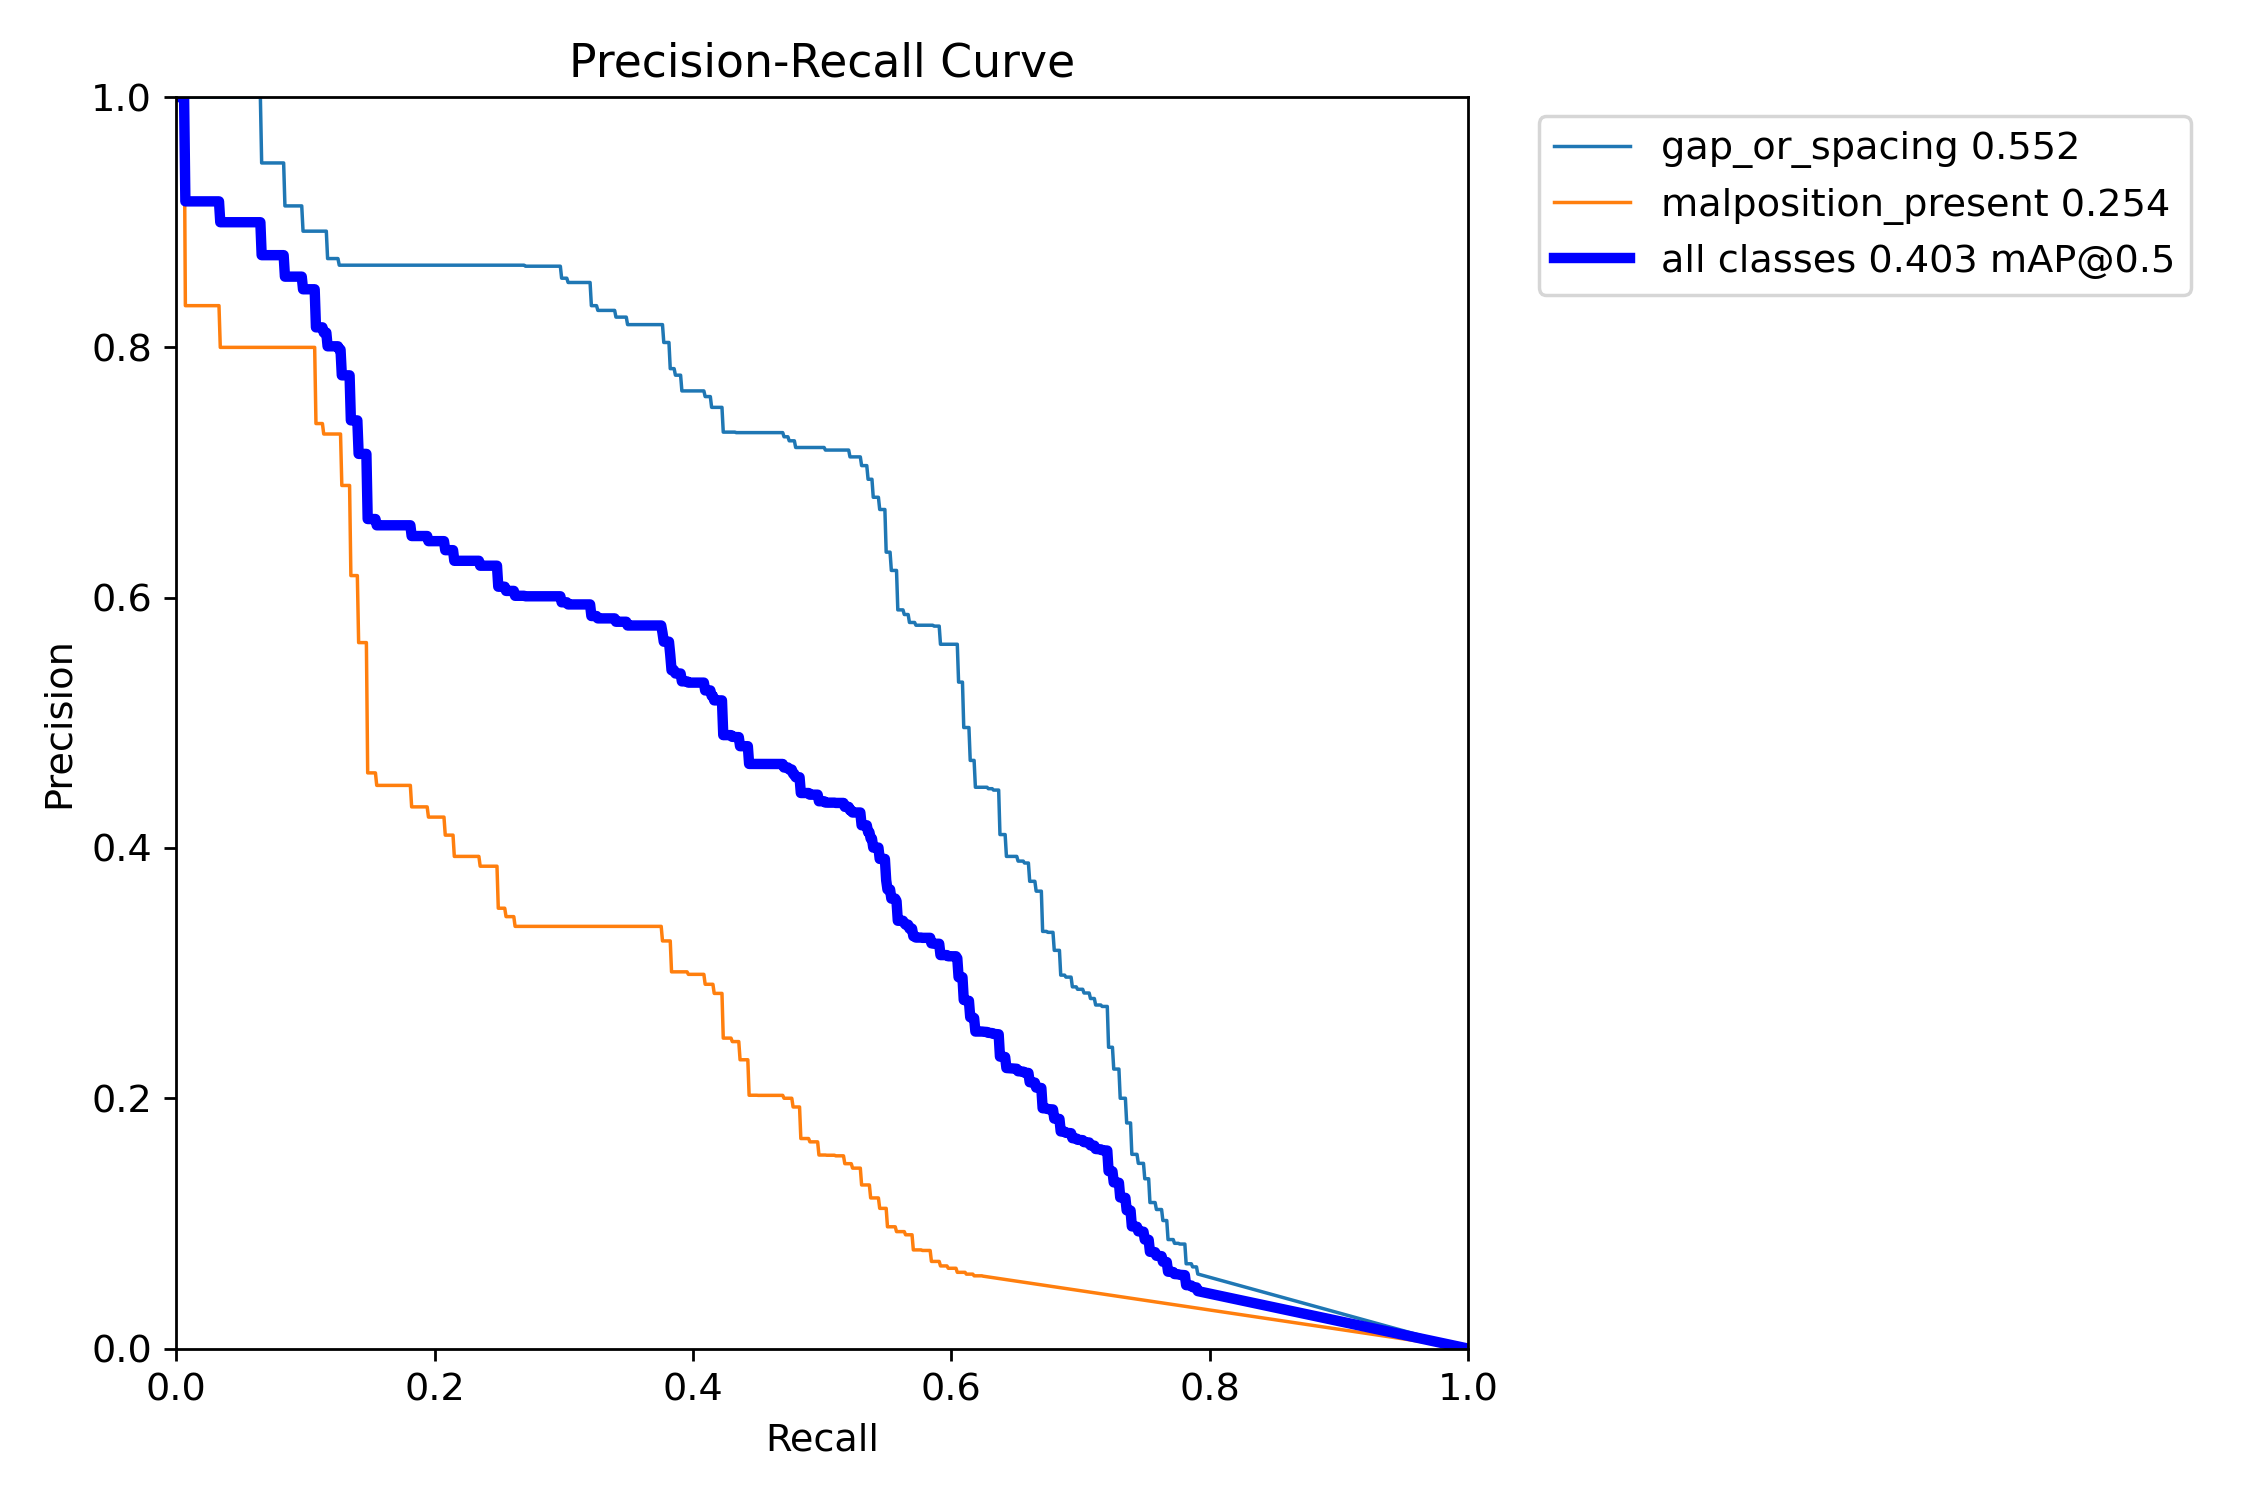 Precision-Recall Curve
1.0
0.8
0.6
0.4
0.2
0.0
Precision
0.0 0.2 0.4 0.6 0.8 1.0
Recall
gap_or_spacing 0.552
malposition_present 0.254
all classes 0.403 mAP@0.5